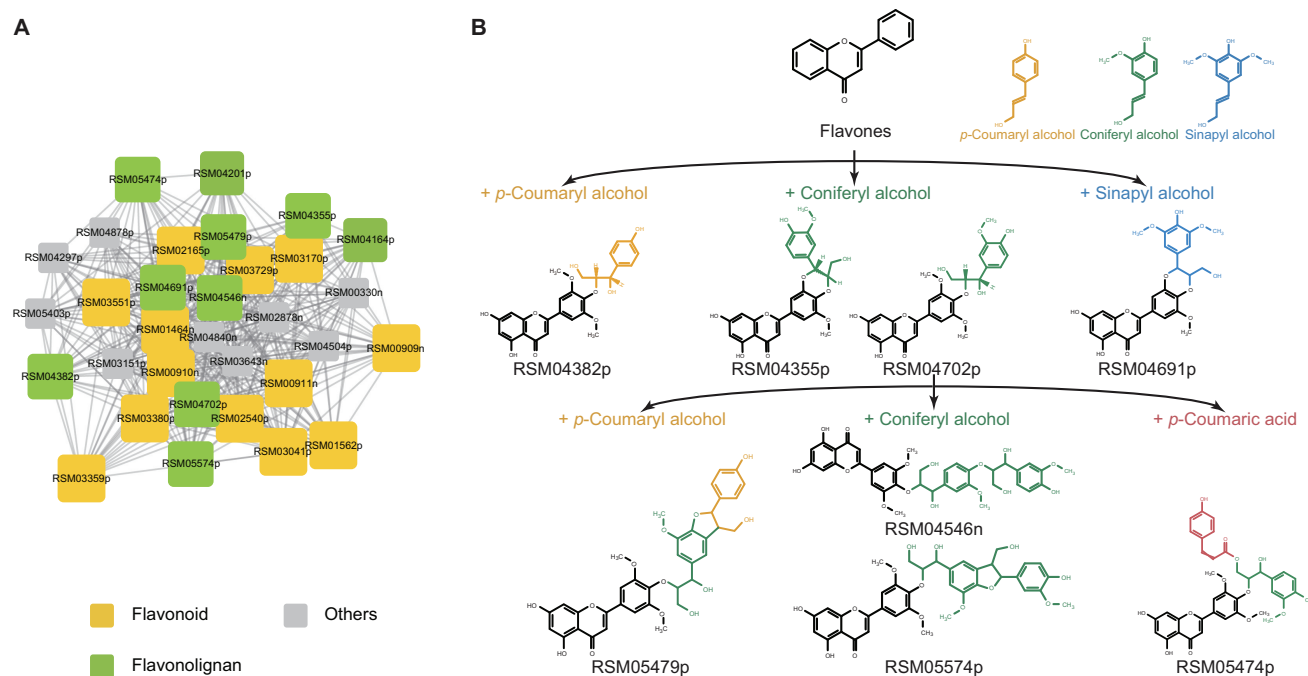 A
RSM05474p
RSM04201p
RSM04355p
RSM04878p
RSM05479p
RSM04164p
RSM02165p
RSM03170p
RSM04297p
RSM03729p
RSM04691p
RSM00330n
RSM03551p
RSM04546n
RSM05403p
RSM01464p
RSM02878n
RSM04840n
RSM04504p
RSM00909n
RSM03151p
RSM03643n
RSM04382p
RSM00910n
RSM00911n
RSM04702p
RSM03380p
RSM02540p
RSM01562p
RSM03041p
RSM05574p
RSM03359p
Flavonoid
Others
Flavonolignan
B
Flavones
p-Coumaryl alcohol
Coniferyl alcohol
Sinapyl alcohol
+ p-Coumaryl alcohol
+ Coniferyl alcohol
+ Sinapyl alcohol
RSM04382p
RSM04355p
RSM04702p
RSM04691p
+ p-Coumaryl alcohol
+ Coniferyl alcohol
+ p-Coumaric acid
RSM04546n
RSM05479p
RSM05574p
RSM05474p